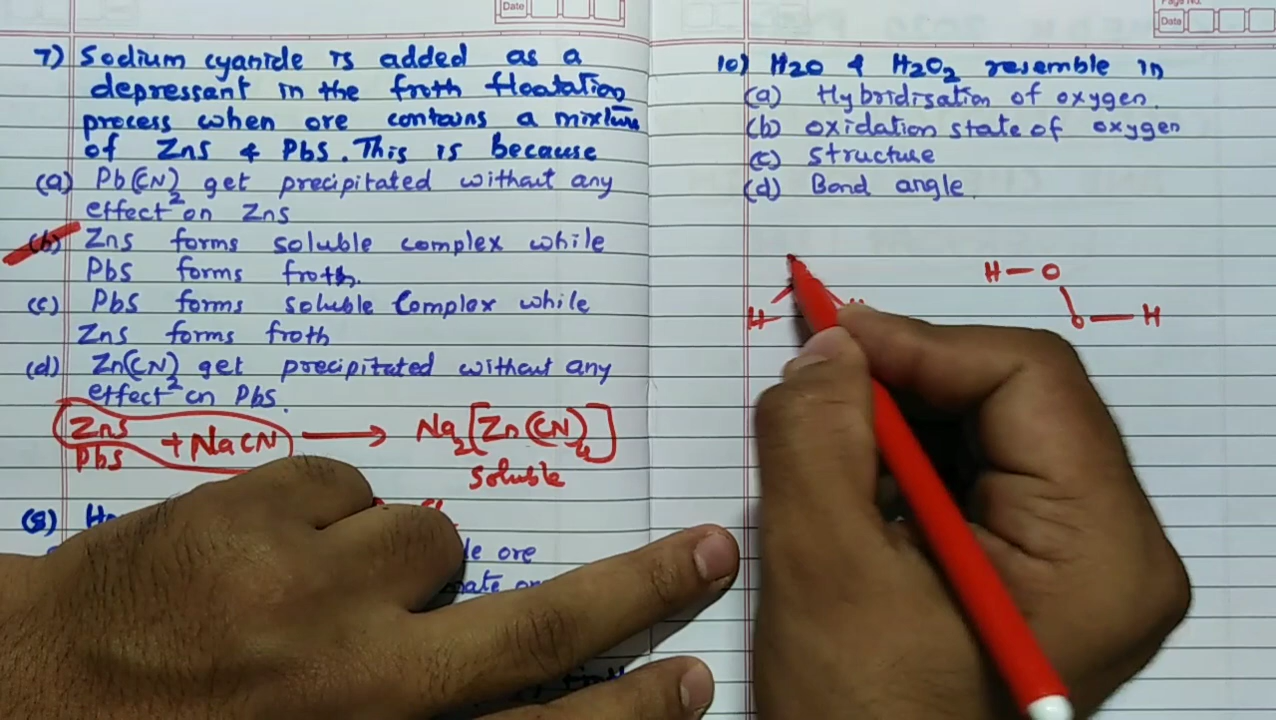 Date
7) Sodium cyanide is added as a
depressant in the froth floatation
process when ore contains a mixture
of ZnS & PbS. This is because
(a) Pb(CN)2 get precipitated without any
effect on ZnS
(b) ZnS forms soluble complex while
PbS forms froth.
(c) PbS forms soluble Complex while
ZnS forms froth
(d) Zn(CN)2 get precipitated without any
effect on PbS.
ZnS
PbS + NaCN → Na2[Zn(CN)4]
soluble
(8)
ore
Page No.
Date
10) H2O & H2O2 resemble in
(a) Hybridisation of oxygen.
(b) oxidation state of oxygen
(c) structure
(d) Bond angle.
H
H — O
O — H